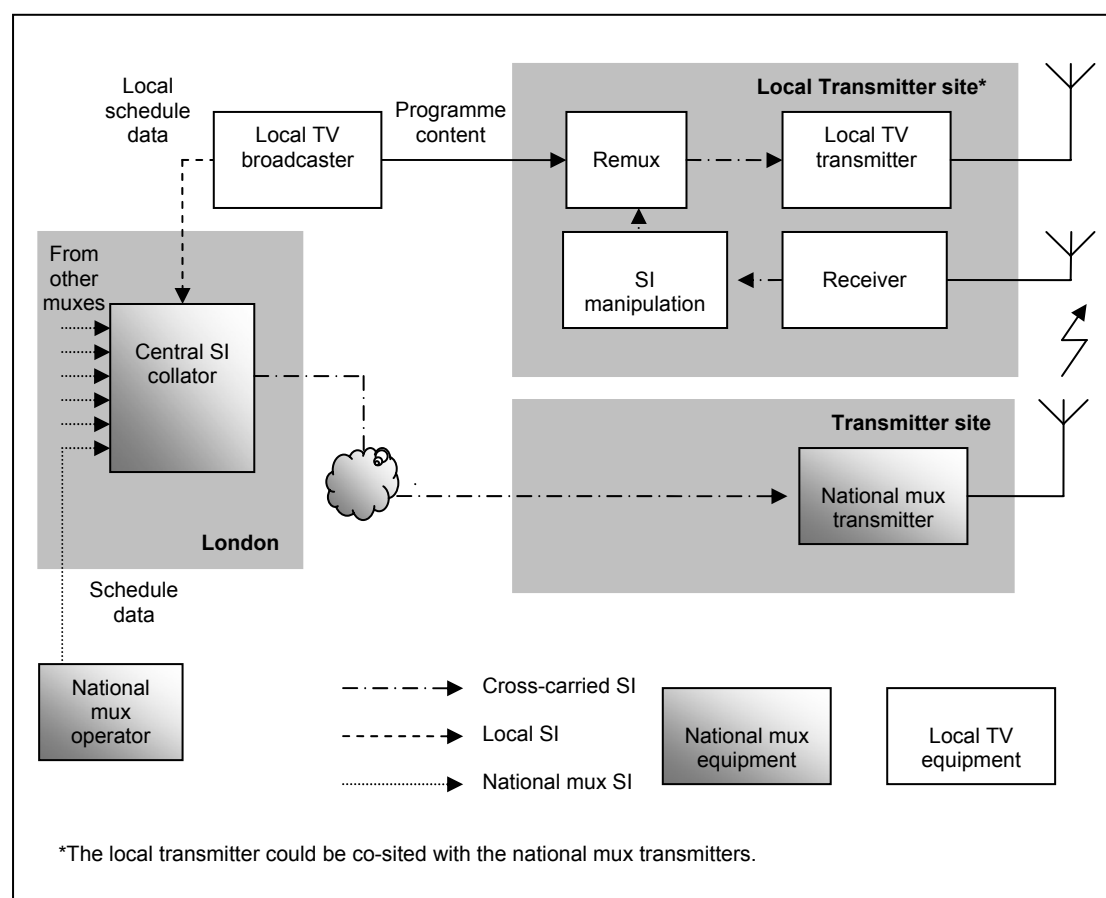 Local
schedule
data
Programme
content
Local Transmitter site*
Local TV
broadcaster
Remux
Local TV
transmitter
From
other
muxes
SI
manipulation
Receiver
Central SI
collator
Transmitter site
National mux
transmitter
London
Schedule
data
National
mux
operator
Cross-carried SI
Local SI
National mux SI
National mux
equipment
Local TV
equipment
*The local transmitter could be co-sited with the national mux transmitters.